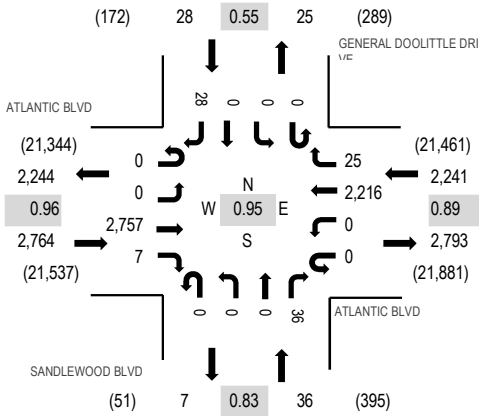 (172) 28 0.55 25 (289)
GENERAL DOOLITTLE DRI
VE
28 0 0 0
ATLANTIC BLVD
(21,344) (21,461)
0 25
2,244 2,241
0 2,216
N
0.96 W 0.95 E 0.89
2,757 0
2,764 S 2,793
7 0
(21,537) (21,881)
0 0 0 36
ATLANTIC BLVD
SANDLEWOOD BLVD
(51) 7 0.83 36 (395)